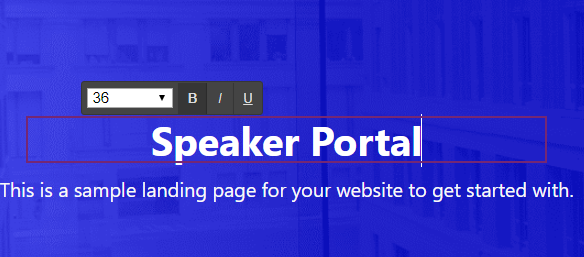 36 B I U
Speaker Portal
This is a sample landing page for your website to get started with.